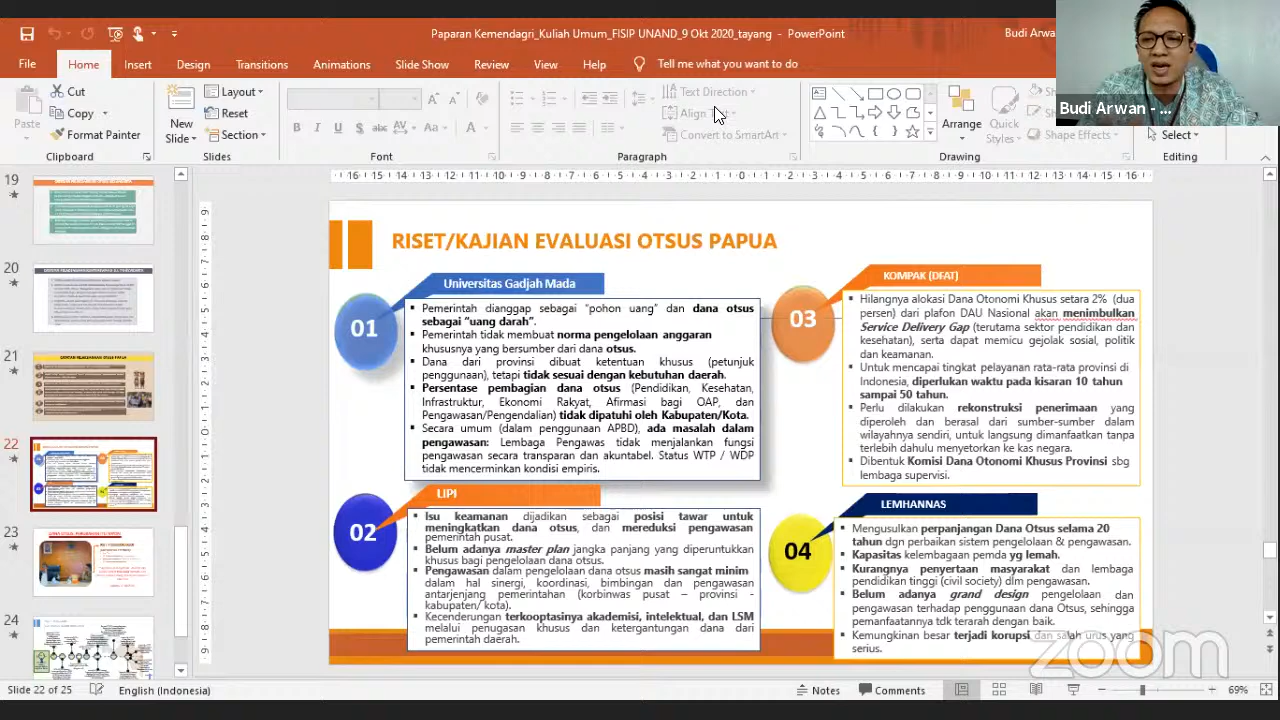 Paparan Kemendagri_Kuliah Umum_FISIP UNAND_9 Okt 2020_tayang - PowerPoint
Budi Arwan
File Home Insert Design Transitions Animations Slide Show Review View Help Tell me what you want to do
Budi Arwan - ...
Paste
Cut
Copy
Format Painter
Clipboard
New
Slide
Layout
Reset
Section
Slides
Font
Text Direction
Align
Convert to SmartArt
Paragraph
Arrange
Quick
Styles
Shape Effects
Drawing
Select
Editing
19
20
21
22
23
24
RISET/KAJIAN EVALUASI OTSUS PAPUA
01
Universitas Gadjah Mada
Pemerintah dianggap sebagai “pohon uang” dan dana otsus
sebagai “uang darah”.
Pemerintah tidak membuat norma pengelolaan anggaran
khususnya yang bersumber dari dana otsus.
Dana dari provinsi dibuat ketentuan khusus (petunjuk
penggunaan), tetapi tidak sesuai dengan kebutuhan daerah.
Persentase pembagian dana otsus (Pendidikan, Kesehatan,
Infrastruktur, Ekonomi Rakyat, Afirmasi bagi OAP, dan
Pengawasan/Pengendalian) tidak dipatuhi oleh Kabupaten/Kota.
Secara umum (dalam penggunaan APBD), ada masalah dalam
pengawasan: Lembaga Pengawas tidak menjalankan fungsi
pengawasan secara transparan dan akuntabel. Status WTP / WDP
tidak mencerminkan kondisi empiris.
02
LIPI
Isu keamanan dijadikan sebagai posisi tawar untuk
meningkatkan dana otsus, dan mereduksi pengawasan
pemerintah pusat.
Belum adanya master plan jangka panjang yang diperuntukkan
khusus bagi pengelolaan dana otsus.
Pengawasan dalam pengelolaan dana otsus masih sangat minim
dalam hal sinergi, koordinasi, bimbingan dan pengawasan
antarjenjang pemerintahan (korbinwas pusat – provinsi -
kabupaten/ kota).
Kecenderungan terkooptasinya akademisi, intelektual, dan LSM
melalui penugasan khusus dan ketergantungan dana dari
pemerintah daerah.
03
KOMPAK (DFAT)
Hilangnya alokasi Dana Otonomi Khusus setara 2% (dua
persen) dari plafon DAU Nasional akan menimbulkan
Service Delivery Gap (terutama sektor pendidikan dan
kesehatan), serta dapat memicu gejolak sosial, politik
dan keamanan.
Untuk mencapai tingkat pelayanan rata-rata provinsi di
Indonesia, diperlukan waktu pada kisaran 10 tahun
sampai 50 tahun.
Perlu dilakukan rekonstruksi penerimaan yang
diperoleh dan berasal dari sumber-sumber dalam
wilayahnya sendiri, untuk langsung dimanfaatkan tanpa
terlebih dahulu menyetorkan ke kas negara.
Dibentuk Komisi Dana Otonomi Khusus Provinsi sbg
lembaga supervisi.
04
LEMHANNAS
Mengusulkan perpanjangan Dana Otsus selama 20
tahun dgn perbaikan sistem pengelolaan & pengawasan.
Kapasitas kelembagaan pemda yg lemah.
Kurangnya penyertaan masyarakat dan lembaga
pendidikan tinggi (civil society) dlm pengawasan.
Belum adanya grand design pengelolaan dan
pengawasan terhadap penggunaan dana Otsus, sehingga
pemanfaatannya tdk terarah dengan baik.
Kemungkinan besar terjadi korupsi dan salah urus yang
serius.
zoom
Slide 22 of 25 English (Indonesia) Notes Comments 69%